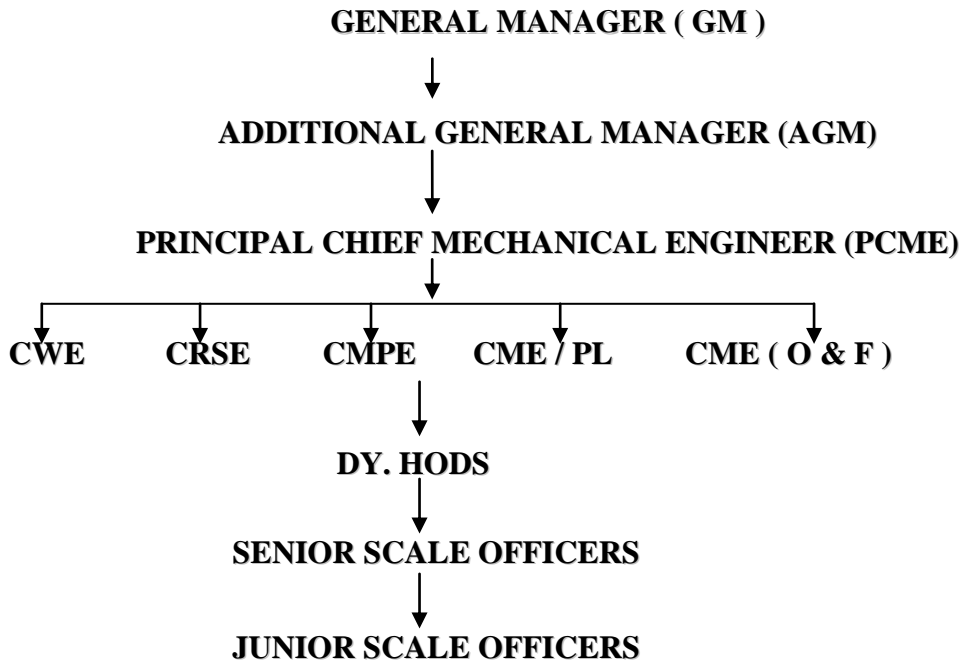 GENERAL MANAGER ( GM )
ADDITIONAL GENERAL MANAGER (AGM)
PRINCIPAL CHIEF MECHANICAL ENGINEER (PCME)
CWE CRSE CMPE CME / PL CME ( O & F )
DY. HODS
SENIOR SCALE OFFICERS
JUNIOR SCALE OFFICERS